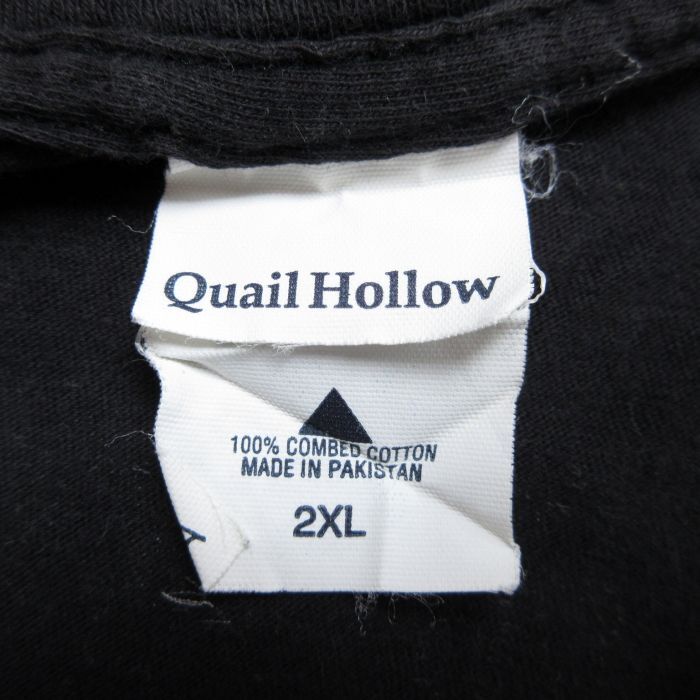 Quail Hollow
100% COMBED COTTON
MADE IN PAKISTAN
2XL